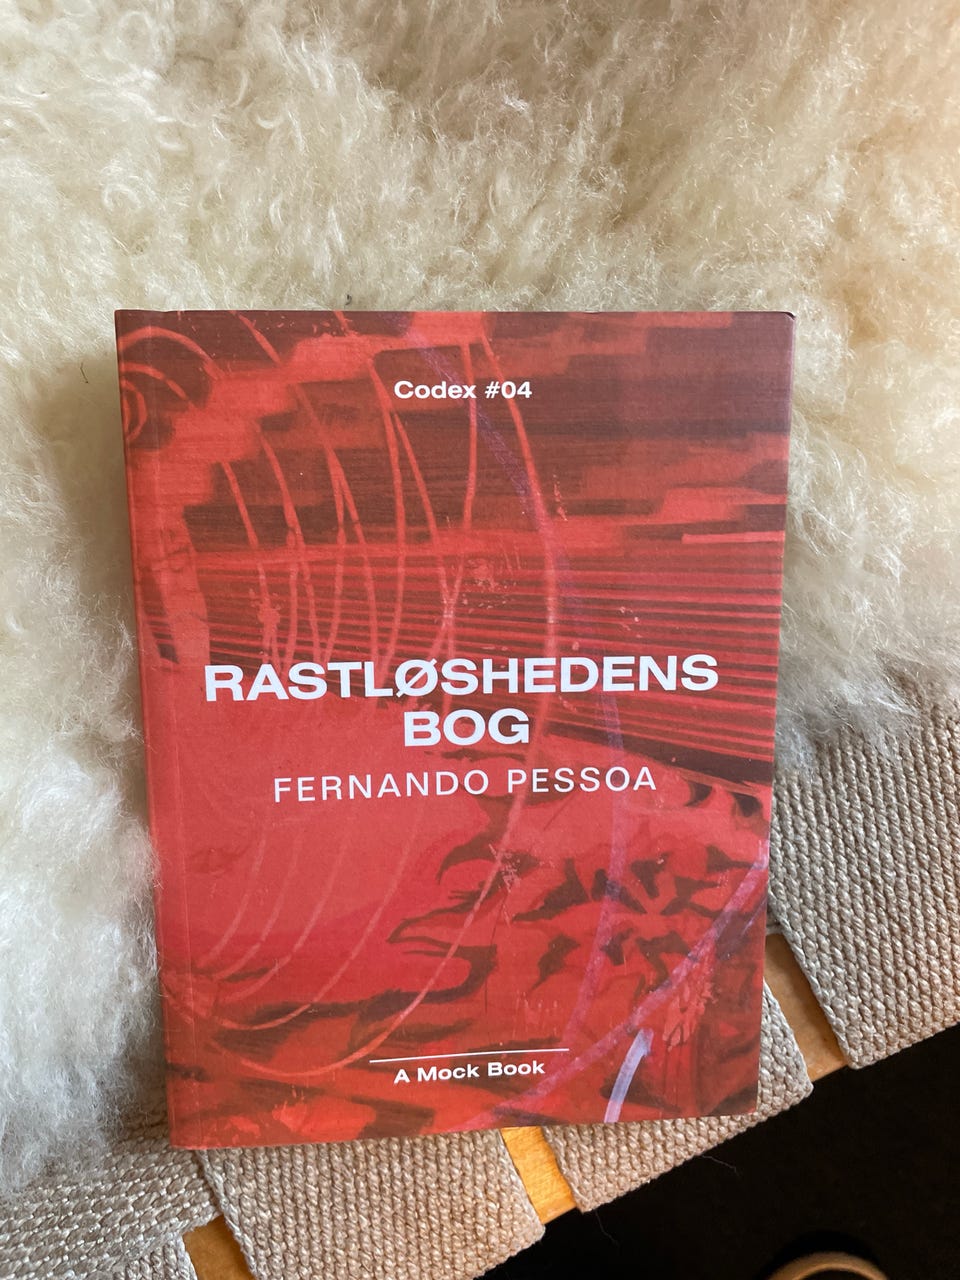 Codex #04
RASTLØSHEDENS
BOG
FERNANDO PESSOA
A Mock Book